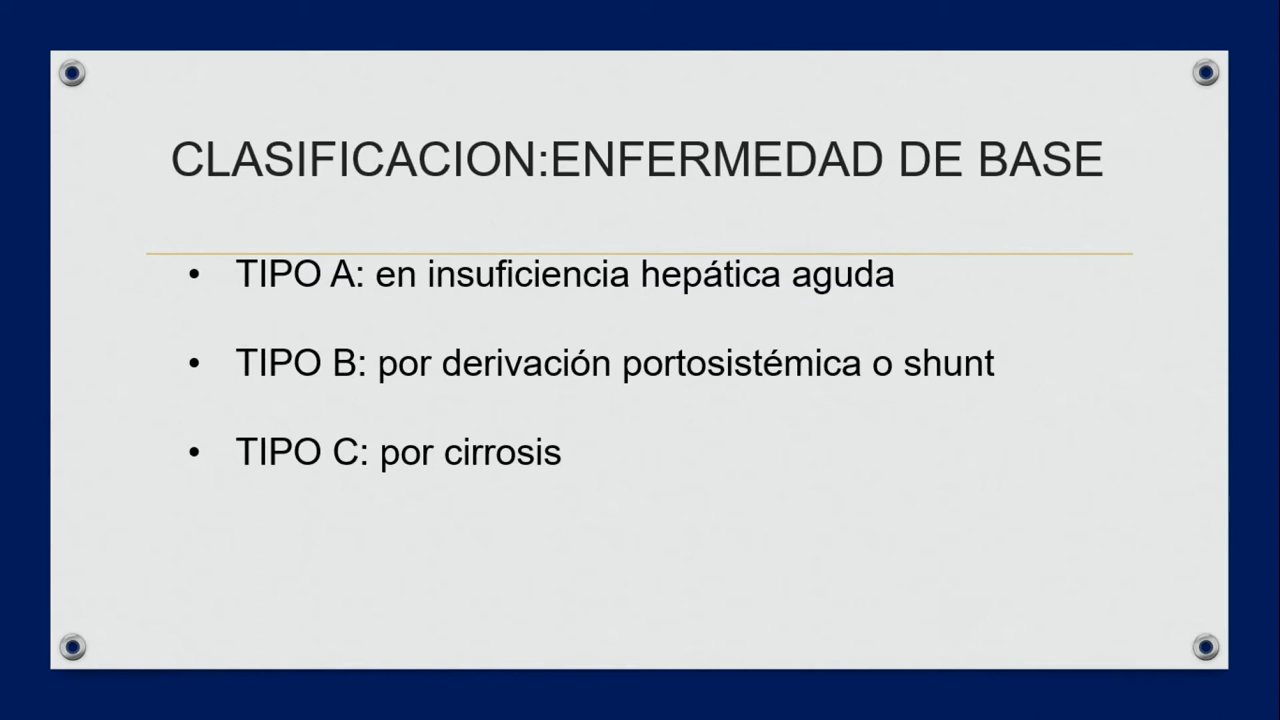 CLASIFICACION:ENFERMEDAD DE BASE
• TIPO A: en insuficiencia hepática aguda
• TIPO B: por derivación portosistémica o shunt
• TIPO C: por cirrosis